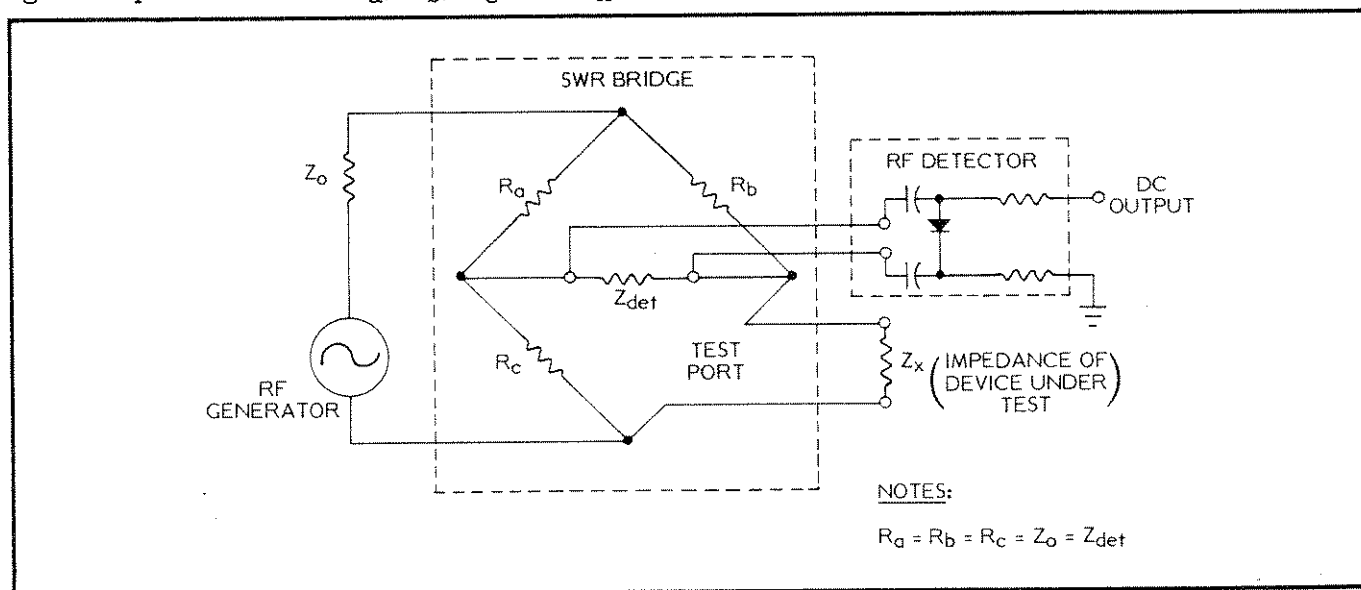 SWR BRIDGE
Zo
Ra
Rb
RF DETECTOR
DC
OUTPUT
Zdet
Rc
TEST
PORT
Zx (IMPEDANCE OF
DEVICE UNDER
TEST)
RF
GENERATOR
NOTES:
Ra = Rb = Rc = Zo = Zdet